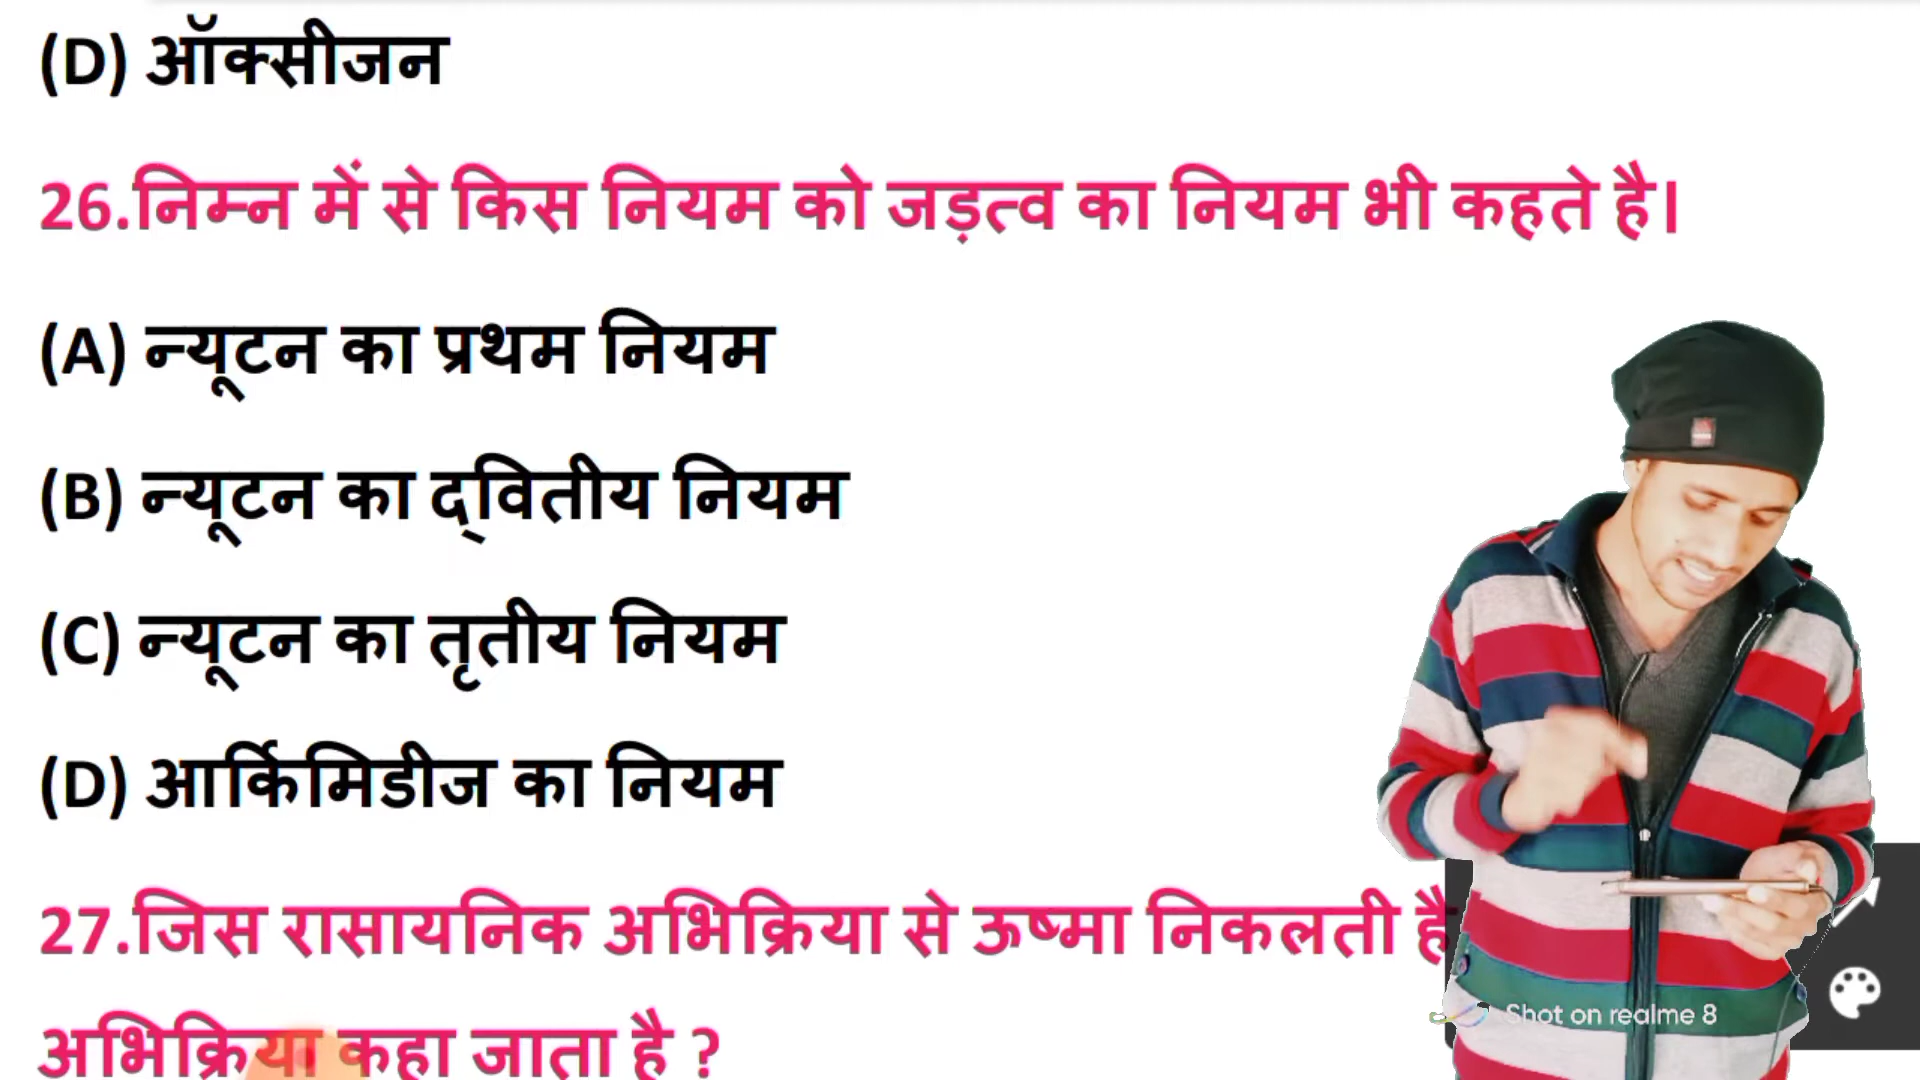 (D) ऑक्सीजन
26.निम्न में से किस नियम को जड़त्व का नियम भी कहते है।
(A) न्यूटन का प्रथम नियम
(B) न्यूटन का द्‌वितीय नियम
(C) न्यूटन का तृतीय नियम
(D) आर्किमिडीज का नियम
27.जिस रासायनिक अभिक्रिया से ऊष्मा निकलती है
अभिक्रिया कहा जाता है ?
Shot on realme 8